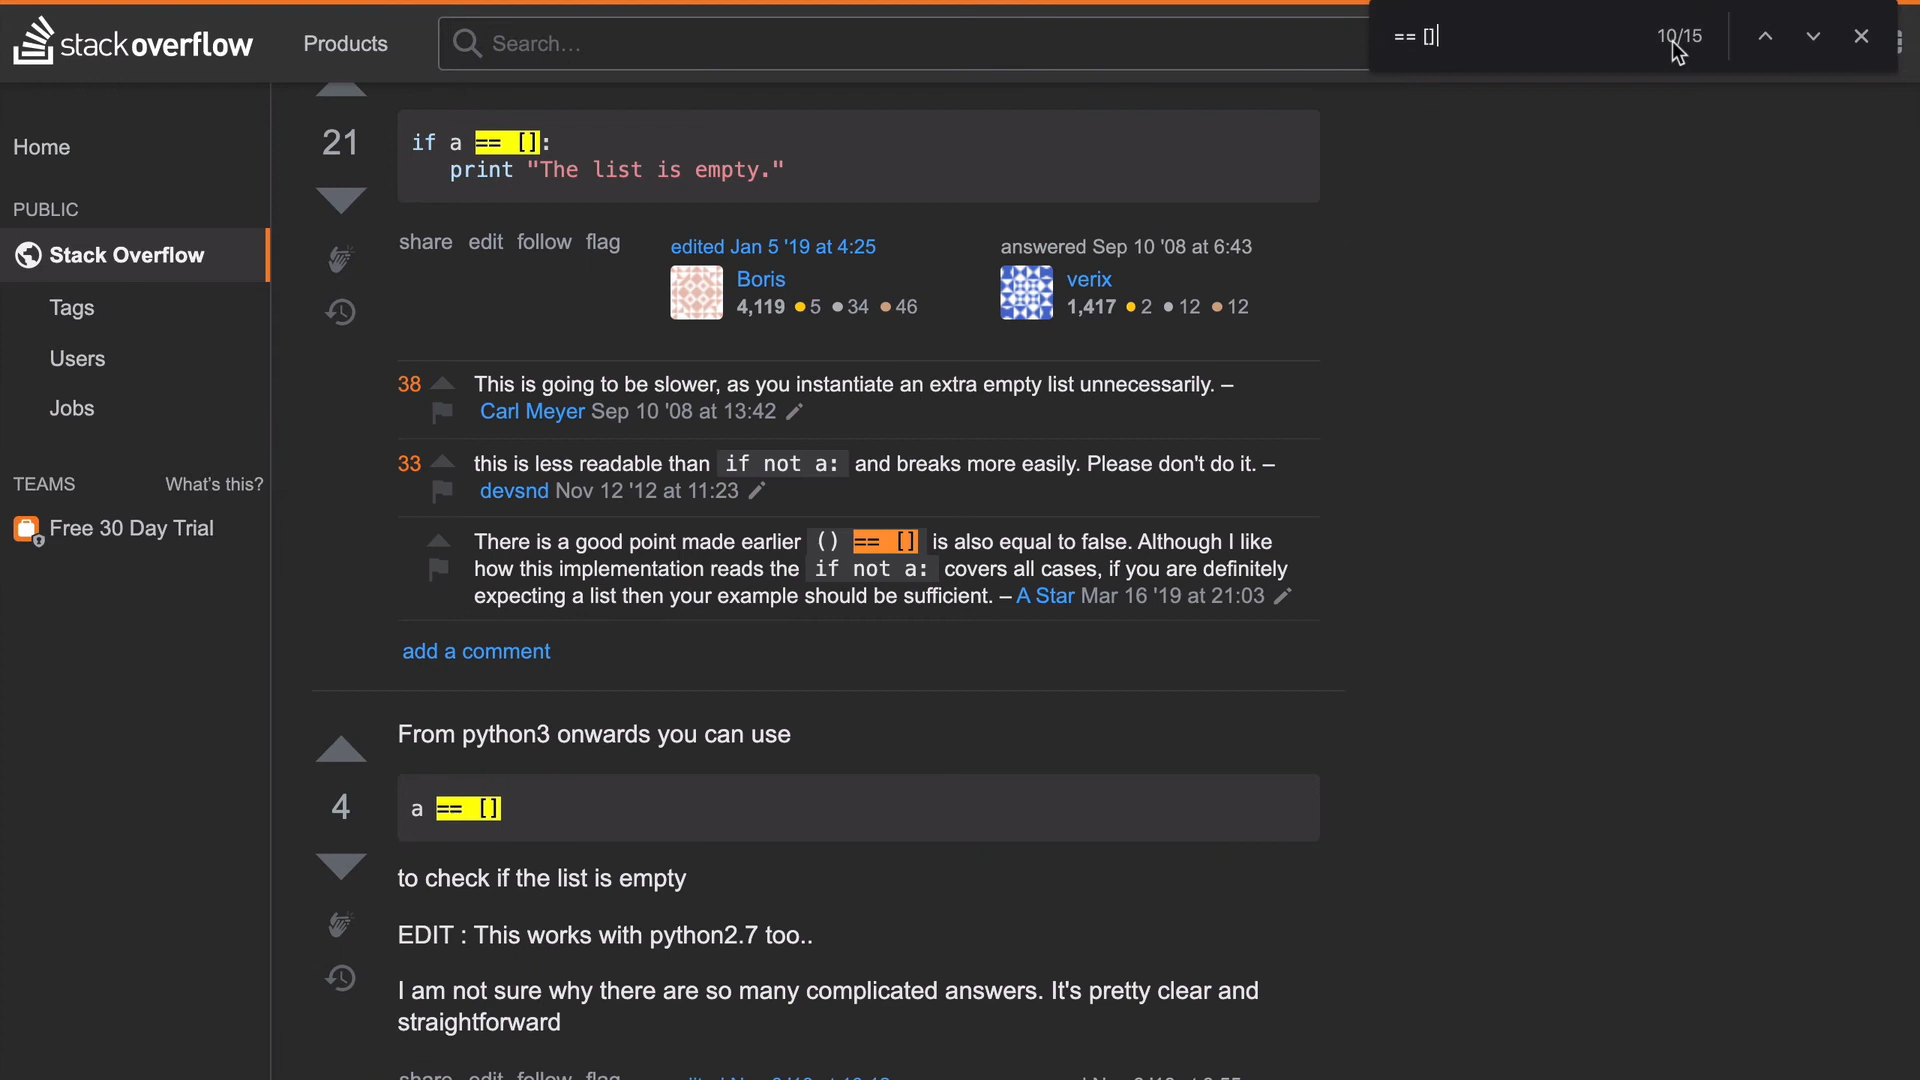 stackoverflow
Products
Search…
== []
10/15
Home
PUBLIC
Stack Overflow
Tags
Users
Jobs
TEAMS
What's this?
Free 30 Day Trial
21
if a == []:
print "The list is empty."
share edit follow flag
edited Jan 5 '19 at 4:25
Boris
4,119 5 34 46
answered Sep 10 '08 at 6:43
verix
1,417 2 12 12
38
This is going to be slower, as you instantiate an extra empty list unnecessarily. –
Carl Meyer Sep 10 '08 at 13:42
33
this is less readable than if not a: and breaks more easily. Please don't do it. –
devsnd Nov 12 '12 at 11:23
There is a good point made earlier () == [] is also equal to false. Although I like
how this implementation reads the if not a: covers all cases, if you are definitely
expecting a list then your example should be sufficient. – A Star Mar 16 '19 at 21:03
add a comment
From python3 onwards you can use
4
a == []
to check if the list is empty
EDIT : This works with python2.7 too..
I am not sure why there are so many complicated answers. It's pretty clear and
straightforward
share edit follow flag